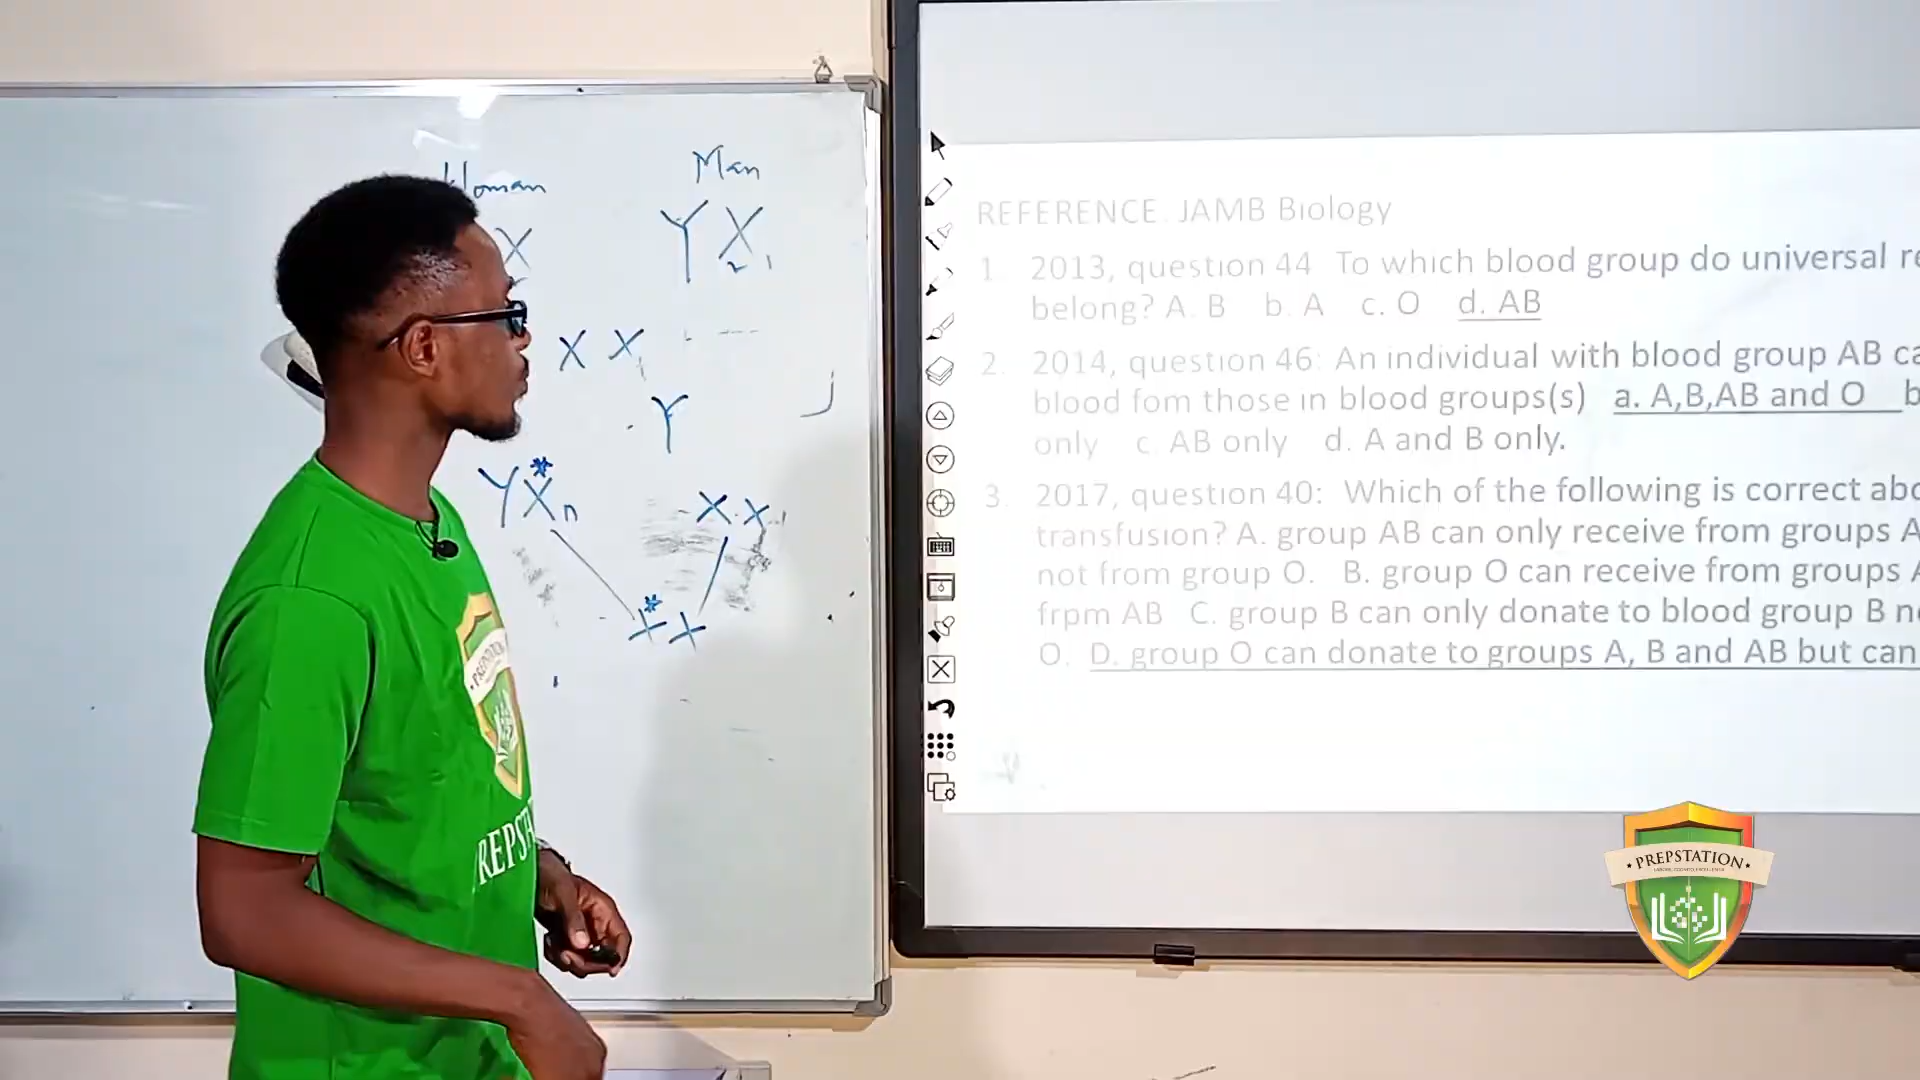 Woman
Man
X
Y X
X X
Y
Y X* n
X X
X* X
REFERENCE. JAMB Biology
1. 2013, question 44 To which blood group do universal re
belong? A. B b. A c. O d. AB
2. 2014, question 46: An individual with blood group AB ca
blood fom those in blood groups(s) a. A,B,AB and O b
only c. AB only d. A and B only.
3. 2017, question 40: Which of the following is correct abo
transfusion? A. group AB can only receive from groups A
not from group O. B. group O can receive from groups A
frpm AB C. group B can only donate to blood group B n
O. D. group O can donate to groups A, B and AB but can
PREPSTATION
REPST
PREPSTATION